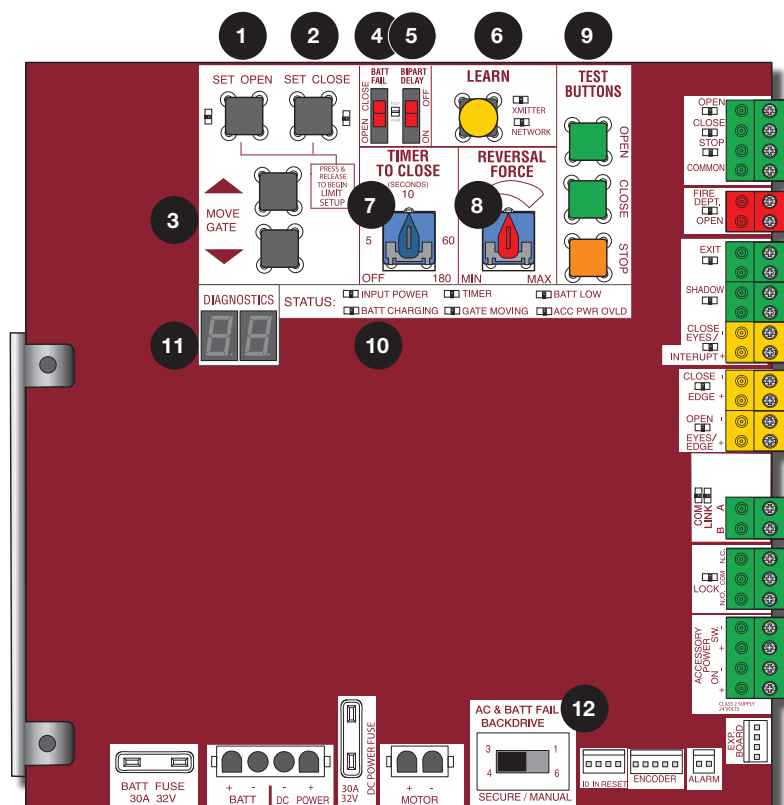 1
2
4
5
6
9
SET OPEN
SET CLOSE
BATT
FAIL
OPEN CLOSE
BIPART
DELAY
ON OFF
LEARN
XMITTER
NETWORK
TEST
BUTTONS
OPEN
CLOSE
STOP
PRESS &
RELEASE
TO BEGIN
LIMIT
SETUP
3
MOVE
GATE
TIMER
TO CLOSE
(SECONDS)
10
7
5
60
OFF
180
REVERSAL
FORCE
8
MIN
MAX
DIAGNOSTICS
11
STATUS:
INPUT POWER
TIMER
BATT LOW
BATT CHARGING
GATE MOVING
ACC PWR OVLD
10
OPEN
CLOSE
STOP
COMMON
FIRE
DEPT.
OPEN
EXIT
SHADOW
CLOSE -
EYES/
INTERUPT +
CLOSE -
EDGE +
OPEN -
EYES/
EDGE +
COM
LINK
B A
LOCK
N.O. COM N.C.
ACCESSORY
POWER
ON SW.
+ - + -
CLASS 2 SUPPLY
24 VOLTS
EXP.
BOARD
BATT FUSE
30A 32V
+ - - +
BATT
DC POWER
DC POWER FUSE
30A
32V
+ -
MOTOR
12
AC & BATT FAIL
BACKDRIVE
3 1
4 6
SECURE / MANUAL
ID IN RESET
ENCODER
ALARM